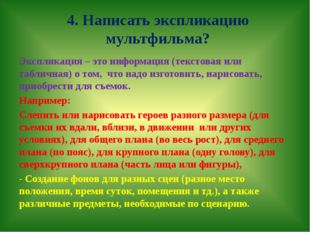 4. Написать экспликацию
мультфильма?
Экспликация – это информация (текстовая или
табличная) о том,  что надо изготовить, нарисовать,
приобрести для съемок.
Например:
Слепить или нарисовать героев разного размера (для
съемки их вдали, вблизи, в движении  или других
условиях), для общего плана (во весь рост), для среднего
плана (по пояс), для крупного плана (одну голову), для
сверхкрупного плана (часть лица или фигуры),
- Создание фонов для разных сцен (разное место
положения, время суток, помещения и тд.), а также
различные предметы, необходимые по сценарию.